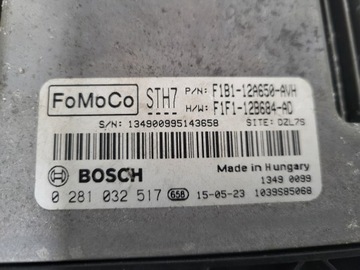 FoMoCo STH7 P/N: F1B1-12A650-AVH
H/W: F1F1-12B684-AD
S/N: 134900995143658 SITE: DZL7S
BOSCH Made in Hungary
1349 0099
0 281 032 517 65B 15-05-23 1039S85068